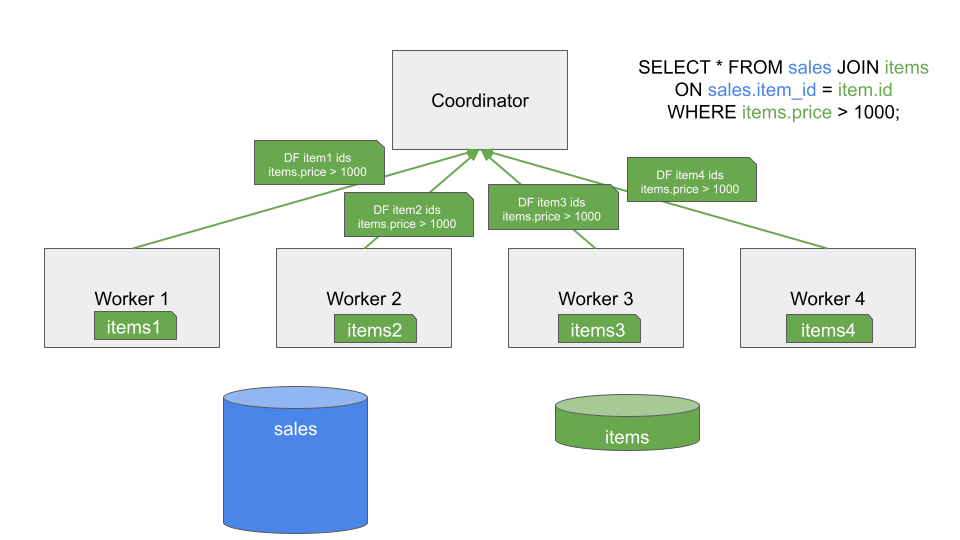 Coordinator
SELECT * FROM sales JOIN items
ON sales.item_id = item.id
WHERE items.price > 1000;
DF item1 ids
items.price > 1000
DF item2 ids
items.price > 1000
DF item3 ids
items.price > 1000
DF item4 ids
items.price > 1000
Worker 1
items1
Worker 2
items2
Worker 3
items3
Worker 4
items4
sales
items